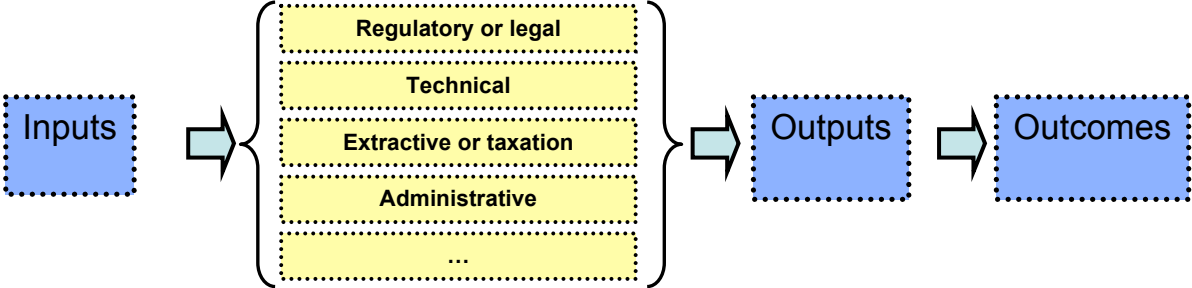 Inputs
Regulatory or legal
Technical
Extractive or taxation
Administrative
…
Outputs
Outcomes